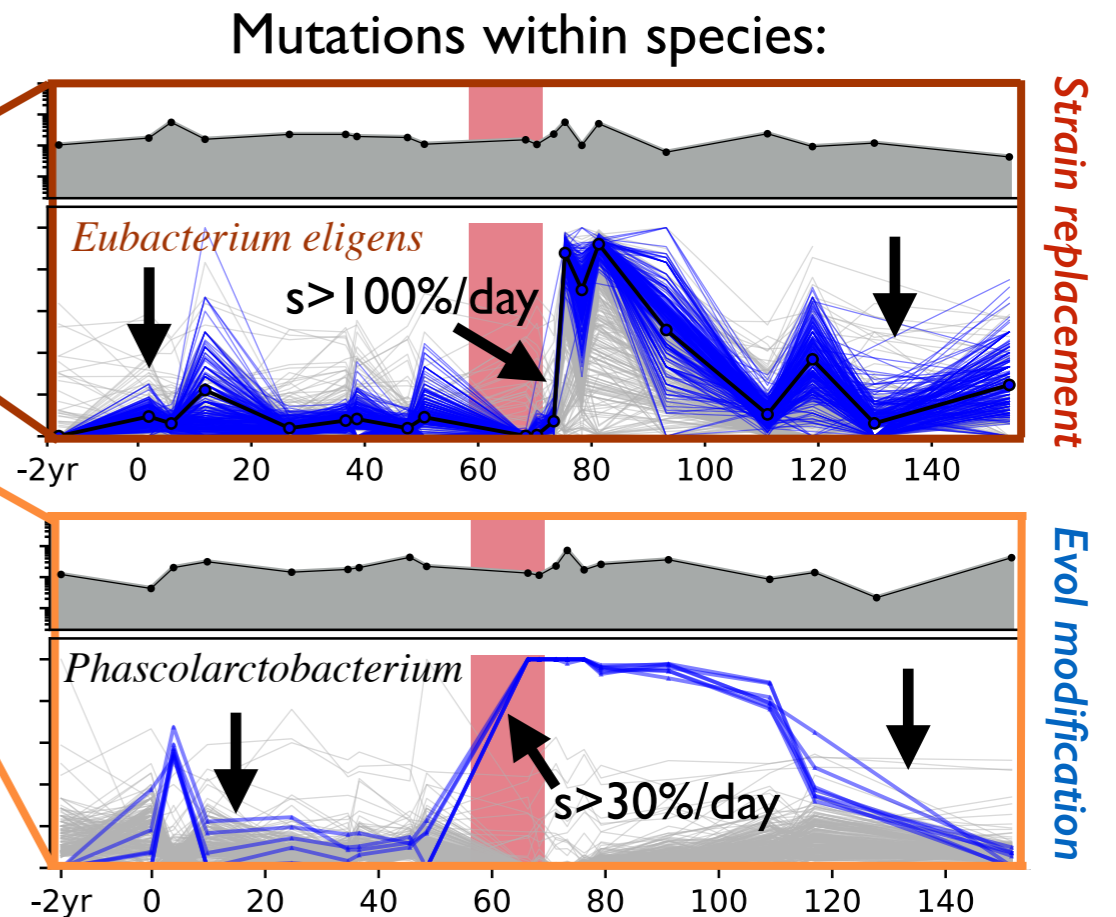 Mutations within species:
Eubacterium eligens
s>100%/day
-2yr 0 20 40 60 80 100 120 140
Strain replacement
Phascolarctobacterium
s>30%/day
-2yr 0 20 40 60 80 100 120 140
Evol modification